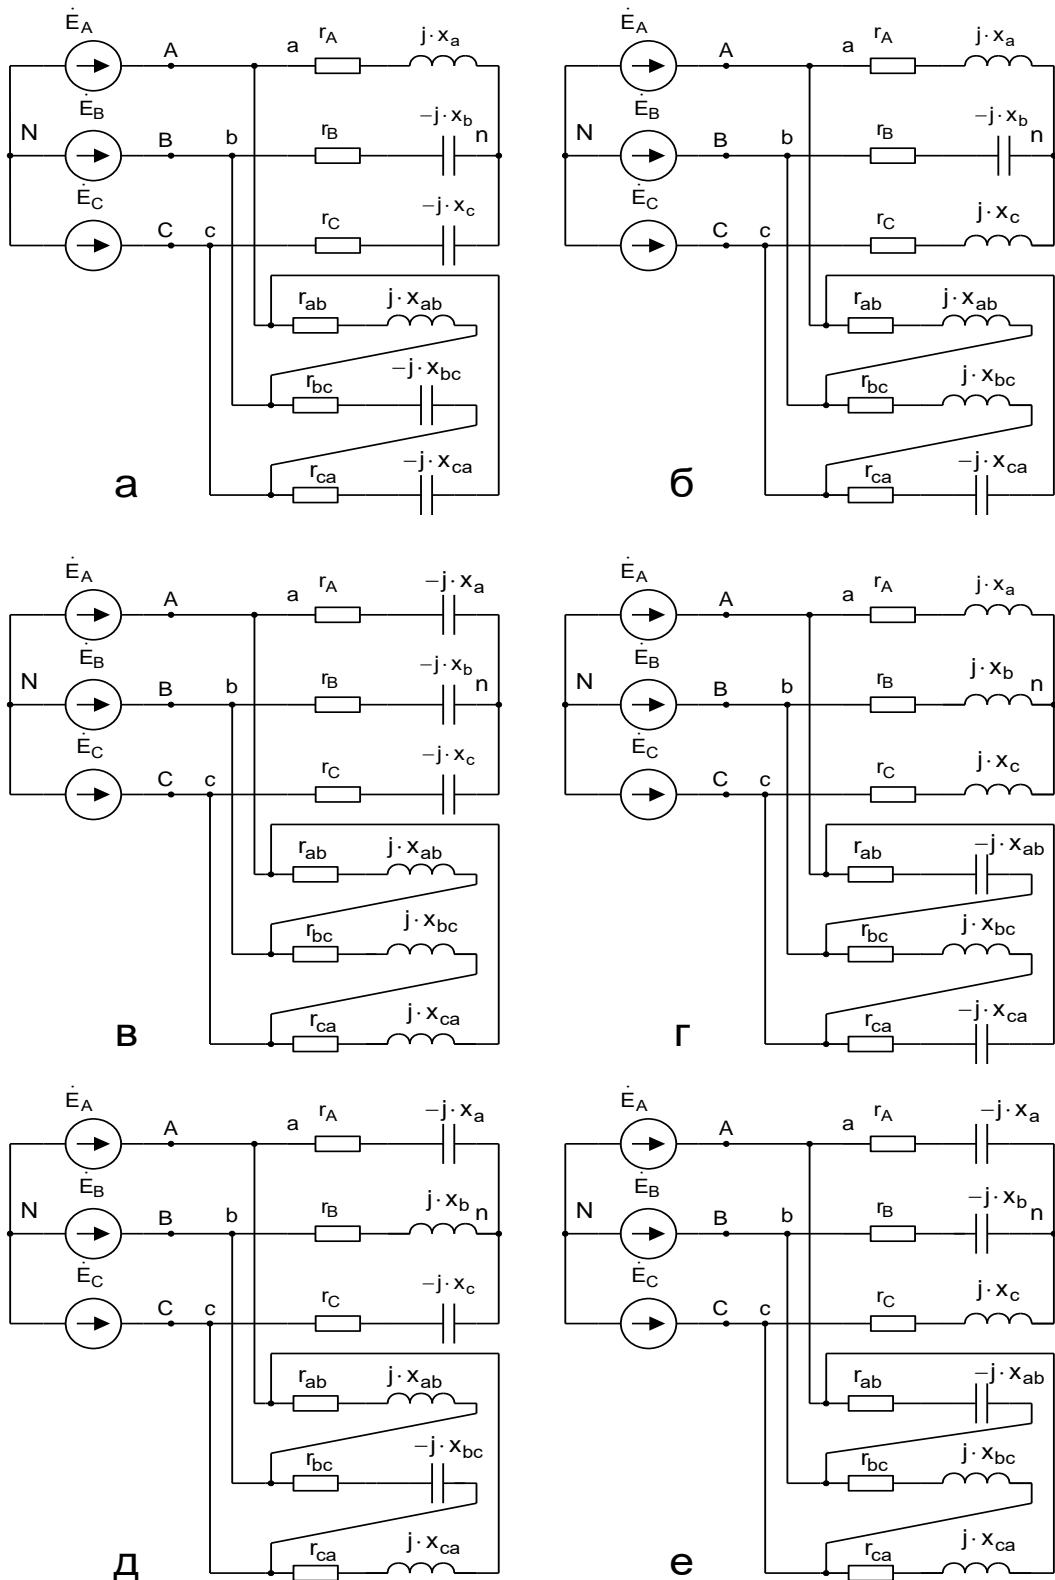 Ė_A A a r_A j·x_a
Ė_B N B b r_B −j·x_b n
Ė_C C c r_C −j·x_c
r_ab j·x_ab
r_bc −j·x_bc
r_ca −j·x_ca
а
Ė_A A a r_A j·x_a
Ė_B N B b r_B −j·x_b n
Ė_C C c r_C j·x_c
r_ab j·x_ab
r_bc j·x_bc
r_ca −j·x_ca
б
Ė_A A a r_A −j·x_a
Ė_B N B b r_B −j·x_b n
Ė_C C c r_C −j·x_c
r_ab j·x_ab
r_bc j·x_bc
r_ca j·x_ca
в
Ė_A A a r_A j·x_a
Ė_B N B b r_B j·x_b n
Ė_C C c r_C j·x_c
r_ab −j·x_ab
r_bc j·x_bc
r_ca −j·x_ca
г
Ė_A A a r_A −j·x_a
Ė_B N B b r_B j·x_b n
Ė_C C c r_C −j·x_c
r_ab j·x_ab
r_bc −j·x_bc
r_ca j·x_ca
д
Ė_A A a r_A −j·x_a
Ė_B N B b r_B −j·x_b n
Ė_C C c r_C j·x_c
r_ab −j·x_ab
r_bc j·x_bc
r_ca j·x_ca
е